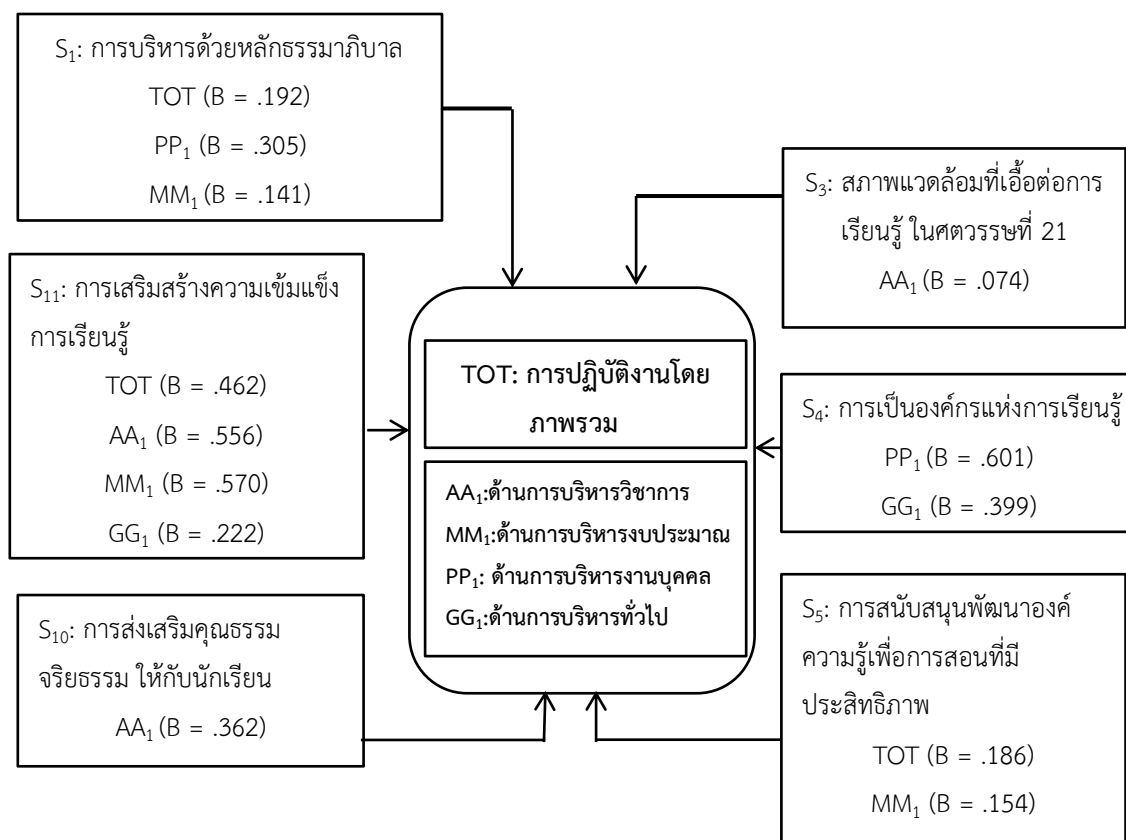 S₁: การบริหารด้วยหลักธรรมาภิบาล
TOT (B = .192)
PP₁ (B = .305)
MM₁ (B = .141)
S₃: สภาพแวดล้อมที่เอื้อต่อการ
เรียนรู้ ในศตวรรษที่ 21
AA₁ (B = .074)
S₁₁: การเสริมสร้างความเข้มแข็ง
การเรียนรู้
TOT (B = .462)
AA₁ (B = .556)
MM₁ (B = .570)
GG₁ (B = .222)
TOT: การปฏิบัติงานโดย
ภาพรวม
AA₁:ด้านการบริหารวิชาการ
MM₁:ด้านการบริหารงบประมาณ
PP₁: ด้านการบริหารงานบุคคล
GG₁:ด้านการบริหารทั่วไป
S₄: การเป็นองค์กรแห่งการเรียนรู้
PP₁ (B = .601)
GG₁ (B = .399)
S₁₀: การส่งเสริมคุณธรรม
จริยธรรม ให้กับนักเรียน
AA₁ (B = .362)
S₅: การสนับสนุนพัฒนาองค์
ความรู้เพื่อการสอนที่มี
ประสิทธิภาพ
TOT (B = .186)
MM₁ (B = .154)